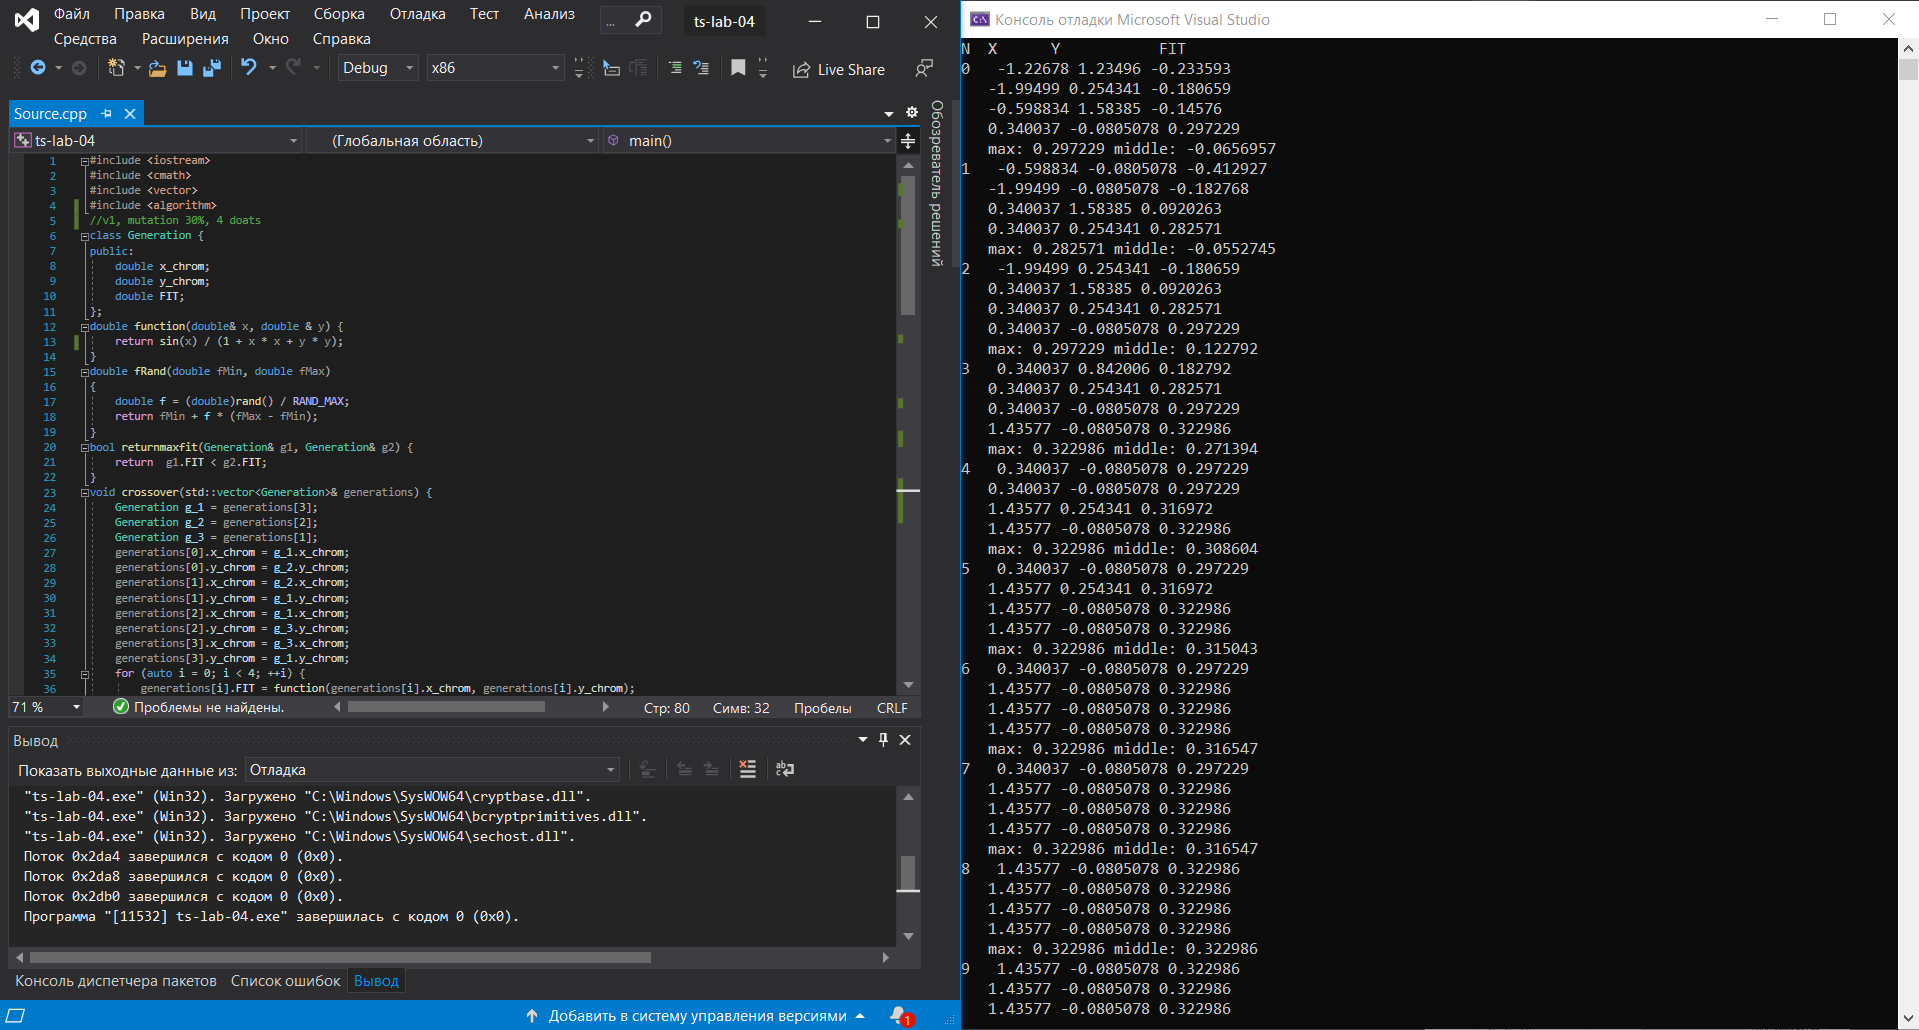 Файл Правка Вид Проект Сборка Отладка Тест Анализ ... ts-lab-04
Средства Расширения Окно Справка
Debug x86 Live Share
Source.cpp
ts-lab-04 (Глобальная область) main()
Обозреватель решений
1 #include <iostream>
2 #include <cmath>
3 #include <vector>
4 #include <algorithm>
5 //v1, mutation 30%, 4 doats
6 class Generation {
7 public:
8 double x_chrom;
9 double y_chrom;
10 double FIT;
11 };
12 double function(double& x, double & y) {
13 return sin(x) / (1 + x * x + y * y);
14 }
15 double fRand(double fMin, double fMax)
16 {
17 double f = (double)rand() / RAND_MAX;
18 return fMin + f * (fMax - fMin);
19 }
20 bool returnmaxfit(Generation& g1, Generation& g2) {
21 return g1.FIT < g2.FIT;
22 }
23 void crossover(std::vector<Generation>& generations) {
24 Generation g_1 = generations[3];
25 Generation g_2 = generations[2];
26 Generation g_3 = generations[1];
27 generations[0].x_chrom = g_1.x_chrom;
28 generations[0].y_chrom = g_2.y_chrom;
29 generations[1].x_chrom = g_2.x_chrom;
30 generations[1].y_chrom = g_1.y_chrom;
31 generations[2].x_chrom = g_1.x_chrom;
32 generations[2].y_chrom = g_3.y_chrom;
33 generations[3].x_chrom = g_3.x_chrom;
34 generations[3].y_chrom = g_1.y_chrom;
35 for (auto i = 0; i < 4; ++i) {
36 generations[i].FIT = function(generations[i].x_chrom, generations[i].y_chrom);
71 % Проблемы не найдены. Стр: 80 Симв: 32 Пробелы CRLF
Вывод
Показать выходные данные из: Отладка
"ts-lab-04.exe" (Win32). Загружено "C:\Windows\SysWOW64\cryptbase.dll".
"ts-lab-04.exe" (Win32). Загружено "C:\Windows\SysWOW64\bcryptprimitives.dll".
"ts-lab-04.exe" (Win32). Загружено "C:\Windows\SysWOW64\sechost.dll".
Поток 0x2da4 завершился с кодом 0 (0x0).
Поток 0x2da8 завершился с кодом 0 (0x0).
Поток 0x2db0 завершился с кодом 0 (0x0).
Программа "[11532] ts-lab-04.exe" завершилась с кодом 0 (0x0).
Консоль диспетчера пакетов Список ошибок Вывод
Добавить в систему управления версиями 1
C:\ Консоль отладки Microsoft Visual Studio
N X Y FIT
0 -1.22678 1.23496 -0.233593
-1.99499 0.254341 -0.180659
-0.598834 1.58385 -0.14576
0.340037 -0.0805078 0.297229
max: 0.297229 middle: -0.0656957
1 -0.598834 -0.0805078 -0.412927
-1.99499 -0.0805078 -0.182768
0.340037 1.58385 0.0920263
0.340037 0.254341 0.282571
max: 0.282571 middle: -0.0552745
2 -1.99499 0.254341 -0.180659
0.340037 1.58385 0.0920263
0.340037 0.254341 0.282571
0.340037 -0.0805078 0.297229
max: 0.297229 middle: 0.122792
3 0.340037 0.842006 0.182792
0.340037 0.254341 0.282571
0.340037 -0.0805078 0.297229
1.43577 -0.0805078 0.322986
max: 0.322986 middle: 0.271394
4 0.340037 -0.0805078 0.297229
0.340037 -0.0805078 0.297229
1.43577 0.254341 0.316972
1.43577 -0.0805078 0.322986
max: 0.322986 middle: 0.308604
5 0.340037 -0.0805078 0.297229
1.43577 0.254341 0.316972
1.43577 -0.0805078 0.322986
1.43577 -0.0805078 0.322986
max: 0.322986 middle: 0.315043
6 0.340037 -0.0805078 0.297229
1.43577 -0.0805078 0.322986
1.43577 -0.0805078 0.322986
1.43577 -0.0805078 0.322986
max: 0.322986 middle: 0.316547
7 0.340037 -0.0805078 0.297229
1.43577 -0.0805078 0.322986
1.43577 -0.0805078 0.322986
1.43577 -0.0805078 0.322986
max: 0.322986 middle: 0.316547
8 1.43577 -0.0805078 0.322986
1.43577 -0.0805078 0.322986
1.43577 -0.0805078 0.322986
1.43577 -0.0805078 0.322986
max: 0.322986 middle: 0.322986
9 1.43577 -0.0805078 0.322986
1.43577 -0.0805078 0.322986
1.43577 -0.0805078 0.322986